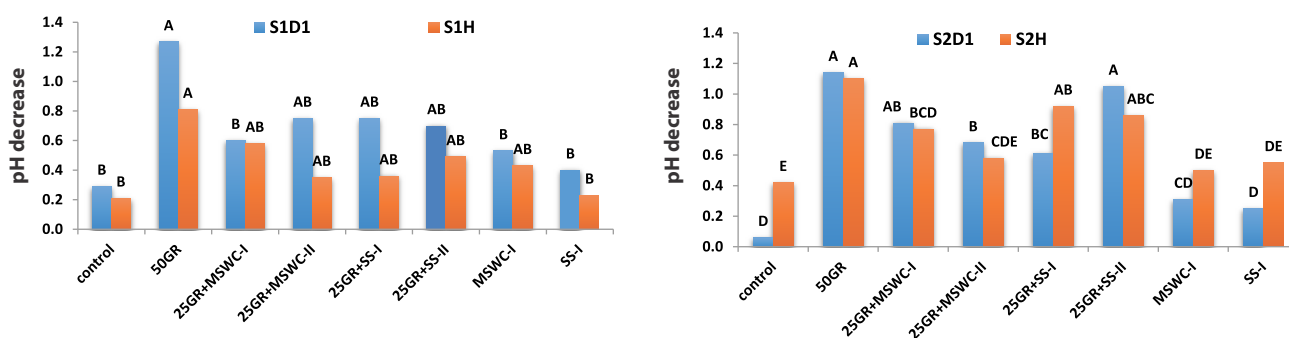 S1D1 S1H
pH decrease
1.4
1.2
1.0
0.8
0.6
0.4
0.2
0.0
B B
A A
B AB
AB AB
AB AB
AB AB
B AB
B B
control
50GR
25GR+MSWC-I
25GR+MSWC-II
25GR+SS-I
25GR+SS-II
MSWC-I
SS-I
S2D1 S2H
pH decrease
1.4
1.2
1.0
0.8
0.6
0.4
0.2
0.0
D E
A A
AB BCD
B CDE
BC AB
A ABC
CD DE
D DE
control
50GR
25GR+MSWC-I
25GR+MSWC-II
25GR+SS-I
25GR+SS-II
MSWC-I
SS-I